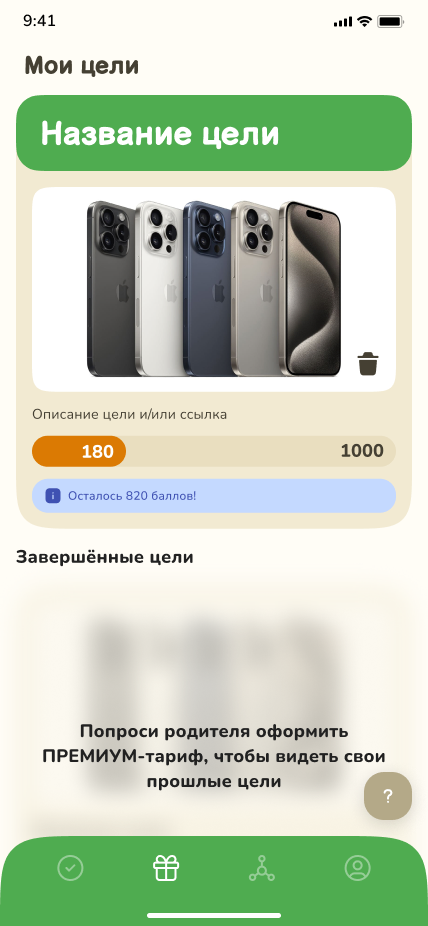 9:41
Мои цели
Название цели
Описание цели и/или ссылка
180
1000
i Осталось 820 баллов!
Завершённые цели
Попроси родителя оформить
ПРЕМИУМ-тариф, чтобы видеть свои
прошлые цели
?